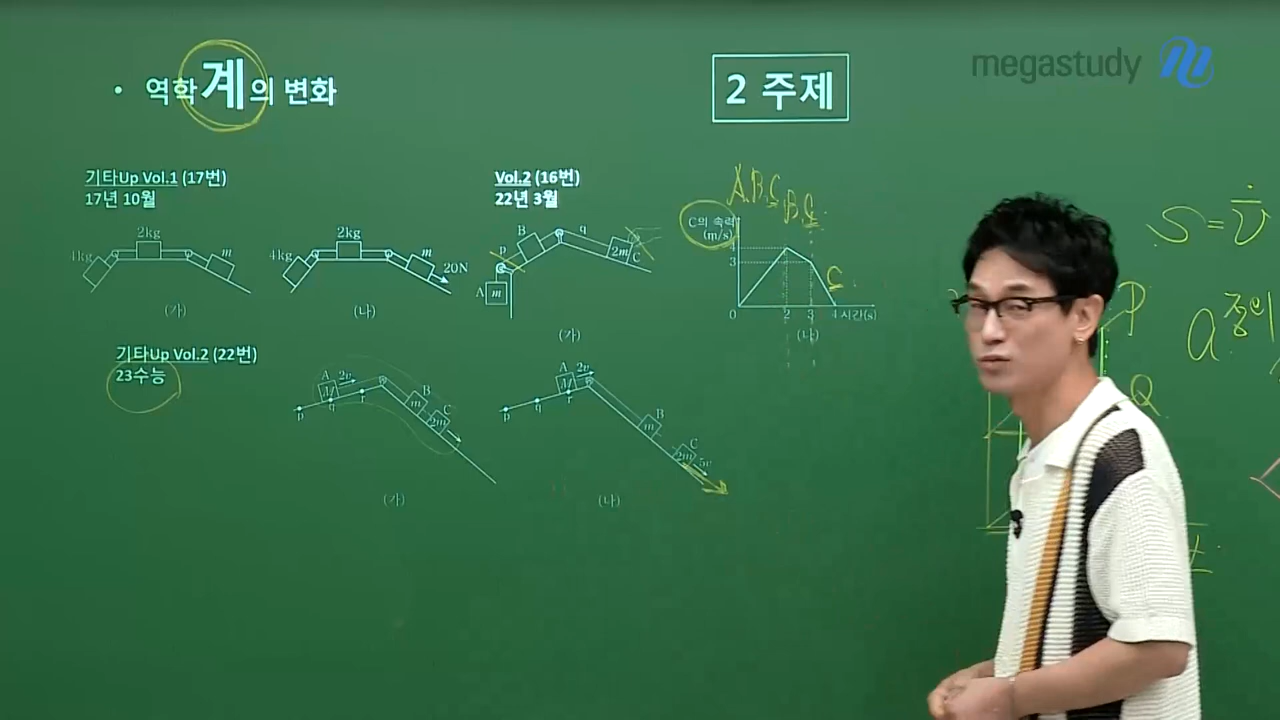 • 역학계의 변화
2 주제
megastudy
기타Up Vol.1 (17번)
17년 10월
4kg
2kg
m
(가)
4kg
2kg
m
20N
(나)
Vol.2 (16번)
22년 3월
A
m
p
B
q
2m
C
(가)
A.B.C
B.C.
C의 속력
(m/s)
4
3
0
2
3
4 시간(s)
C
(나)
기타Up Vol.2 (22번)
23수능
A
2v
M
p
q
r
B
m
C
2m
(가)
A
2v
M
p
q
r
B
m
C
2m
5v
(나)
S = v
P
a 정의
Q